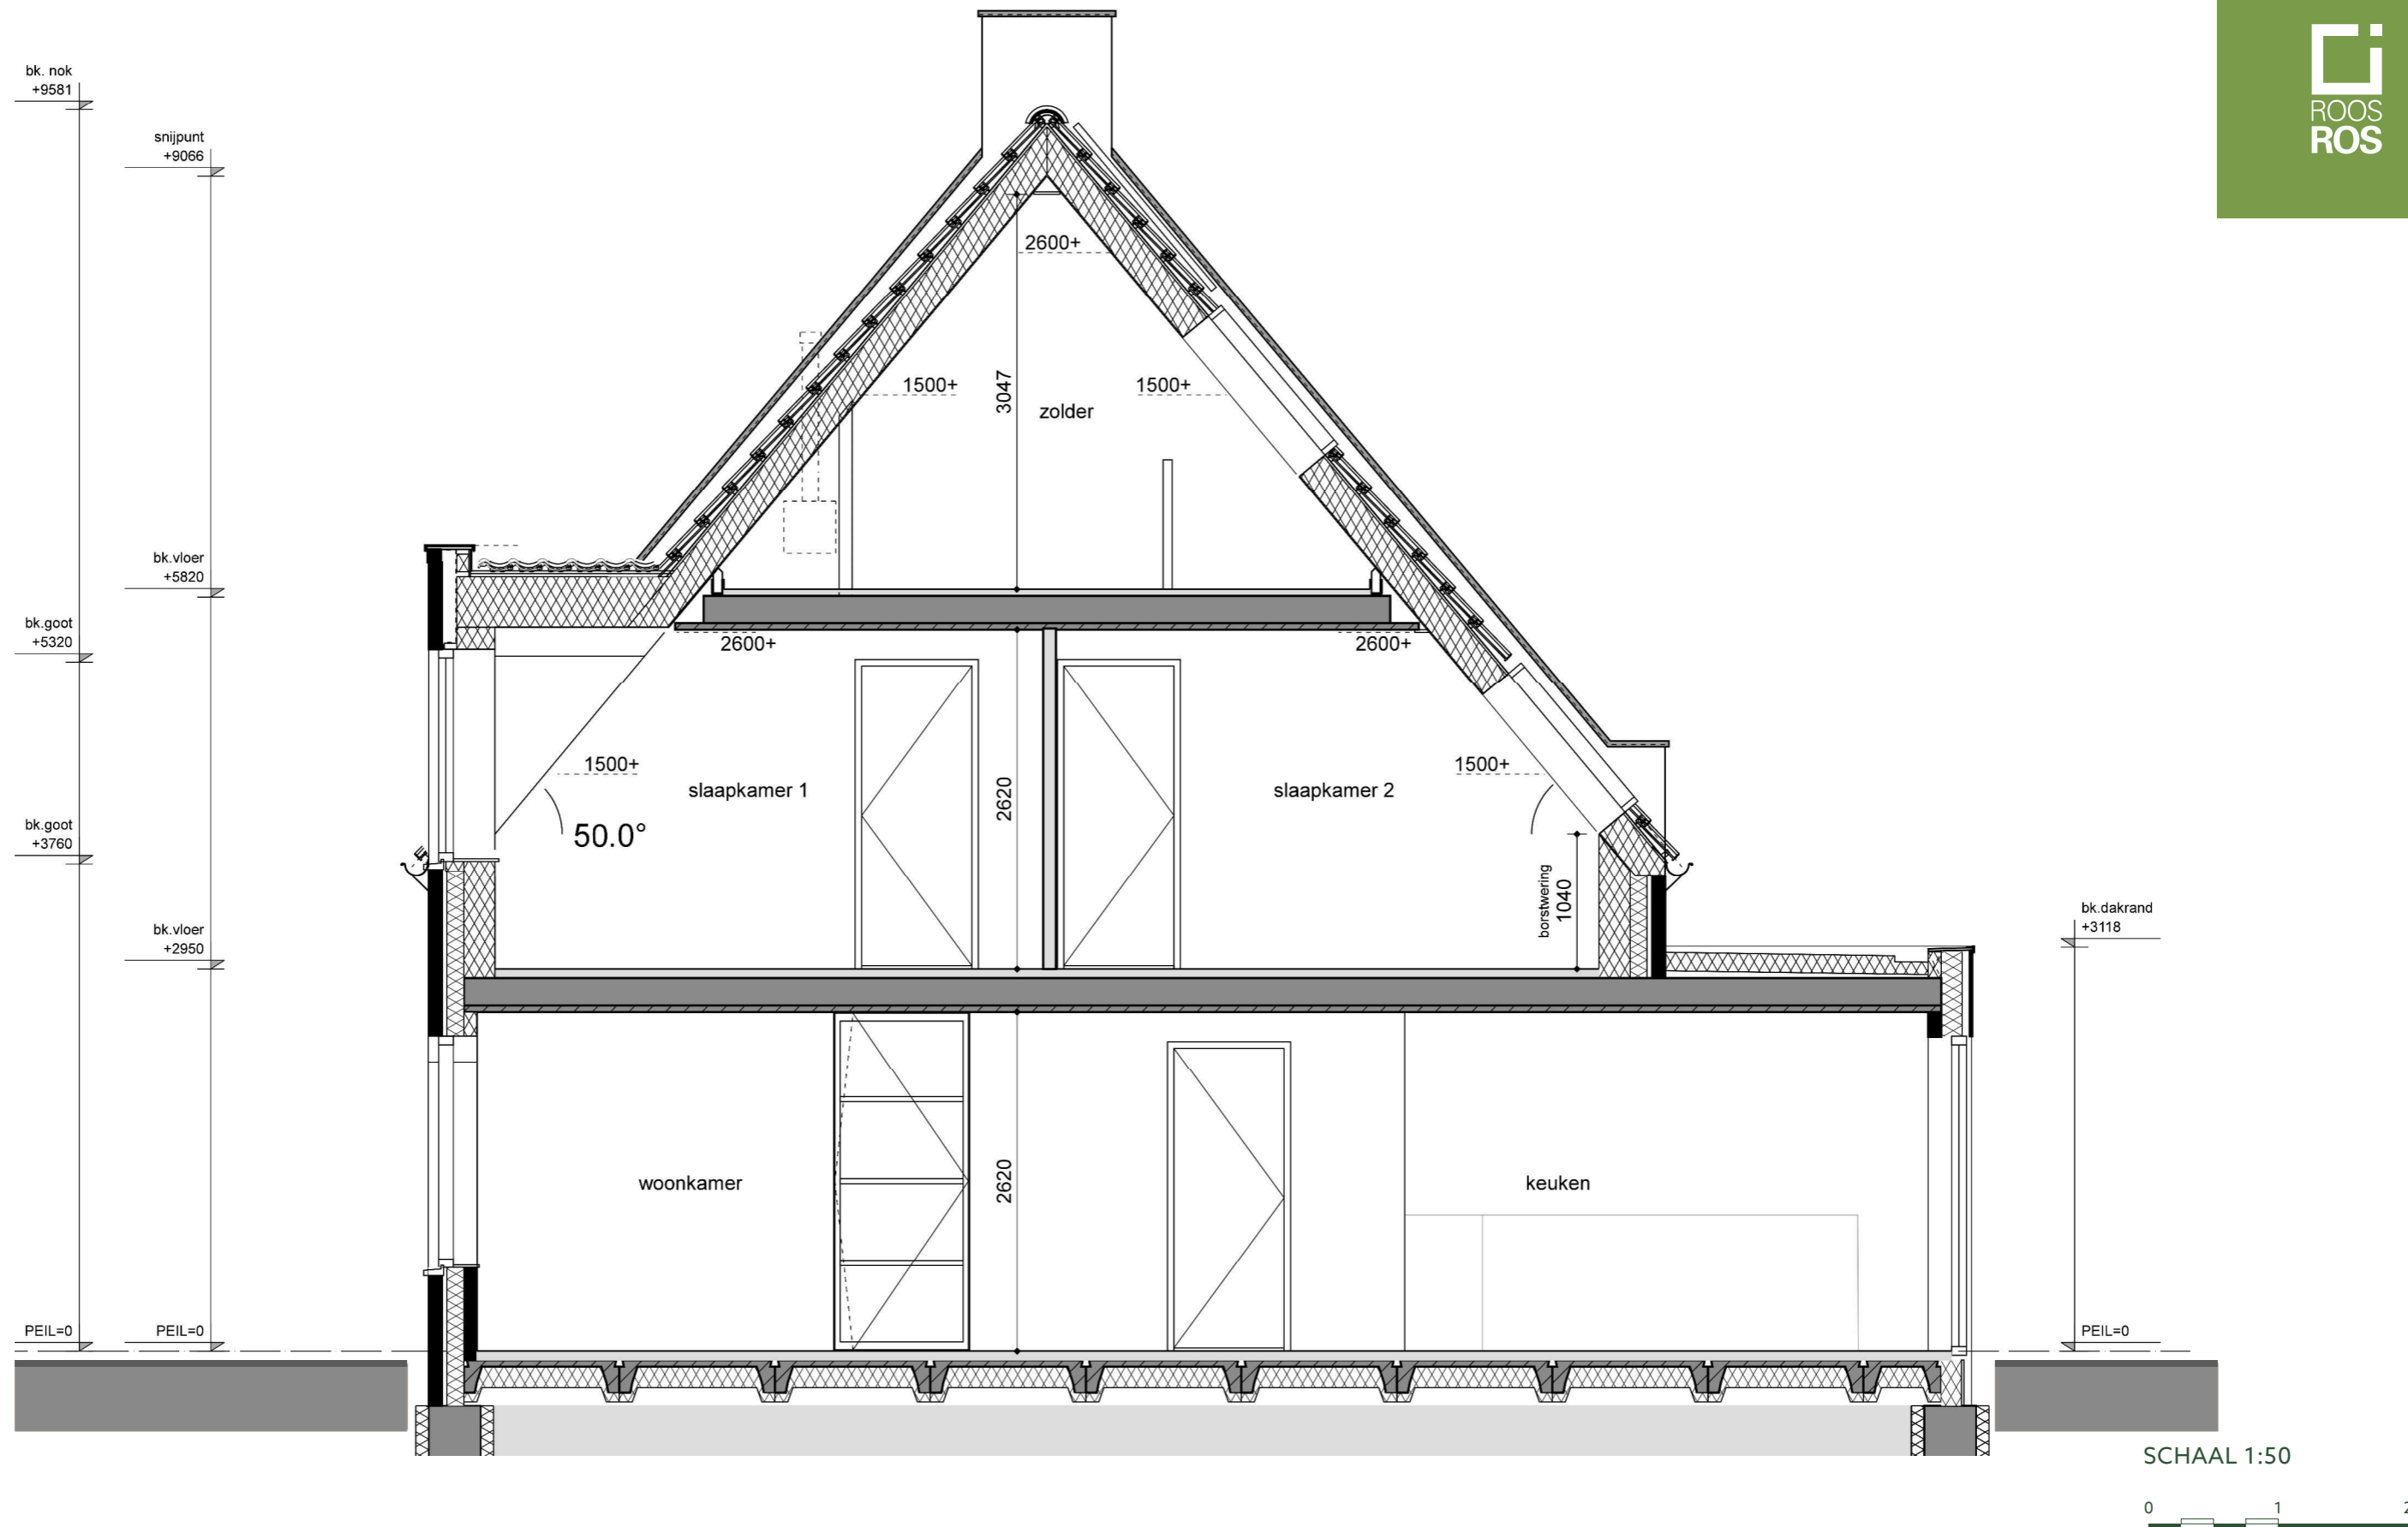 ROOS
ROS
bk. nok
+9581
snijpunt
+9066
2600+
1500+
3047
1500+
zolder
bk.vloer
+5820
bk.goot
+5320
2600+
2600+
1500+
1500+
slaapkamer 1
2620
slaapkamer 2
50.0°
bk.goot
+3760
borstwering
1040
bk.dakrand
+3118
bk.vloer
+2950
woonkamer
2620
keuken
PEIL=0
PEIL=0
PEIL=0
SCHAAL 1:50
0 1 2